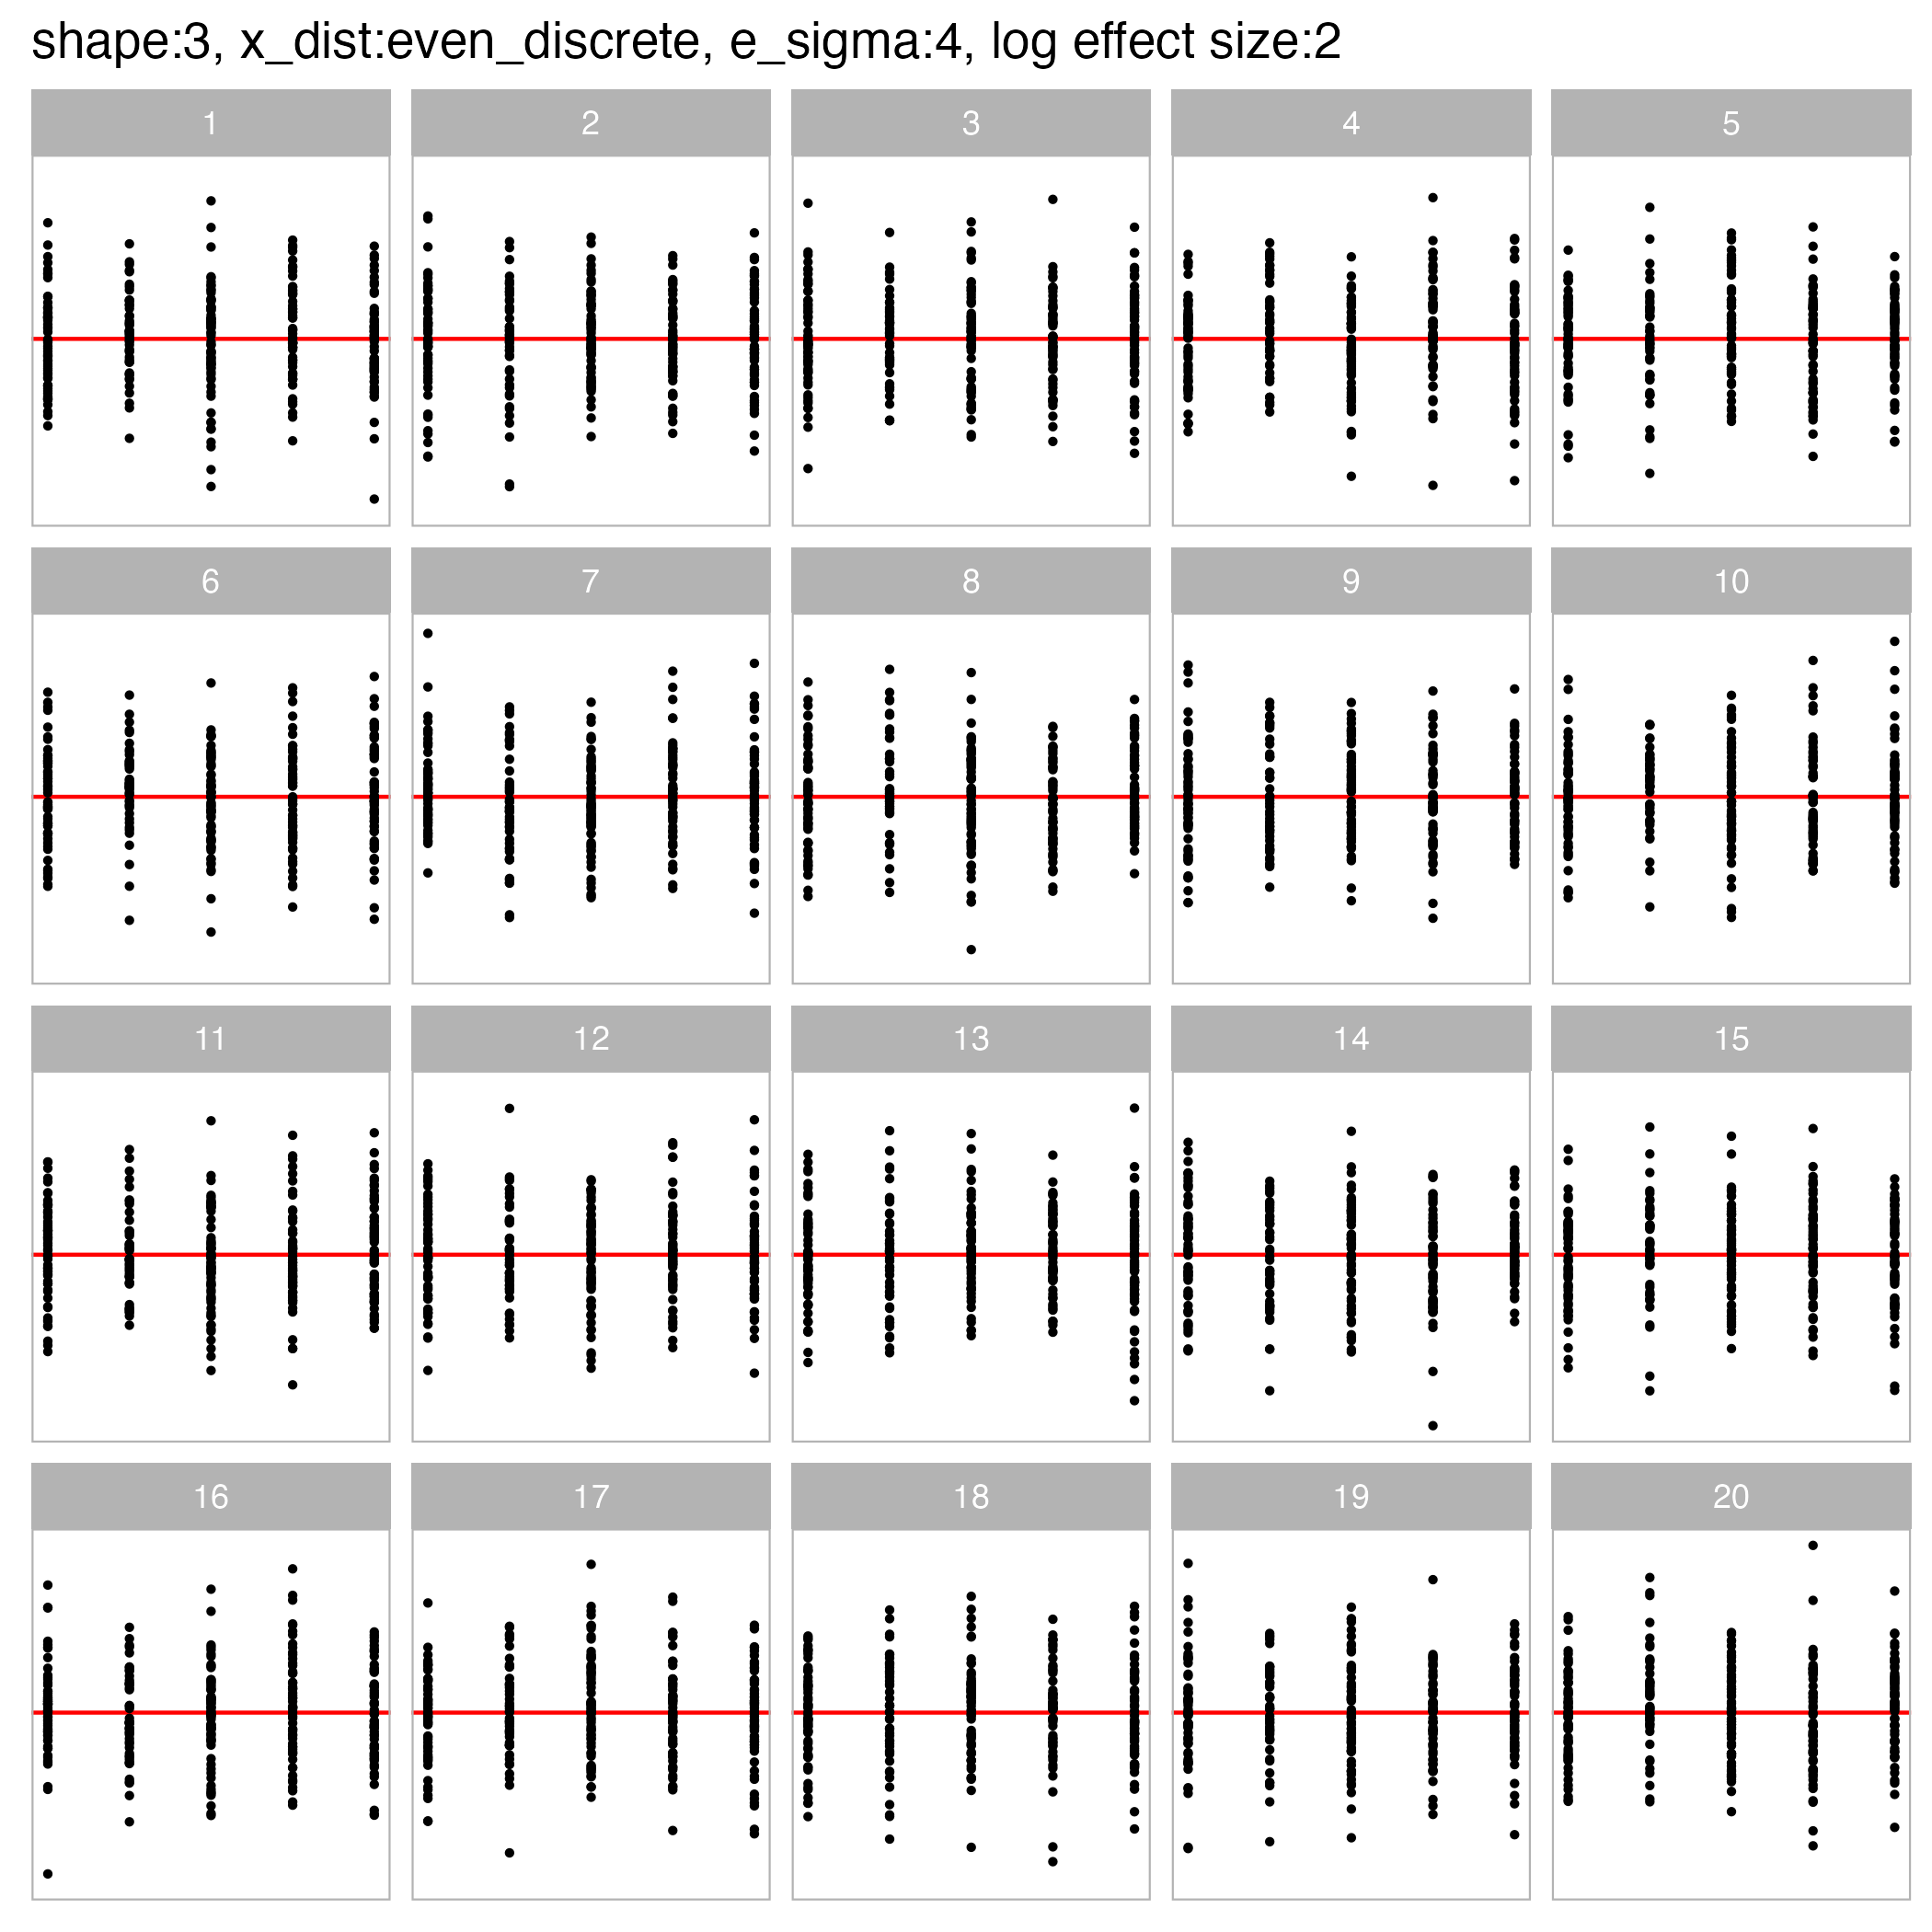 shape:3, x_dist:even_discrete, e_sigma:4, log effect size:2
1 2 3 4 5
6 7 8 9 10
11 12 13 14 15
16 17 18 19 20